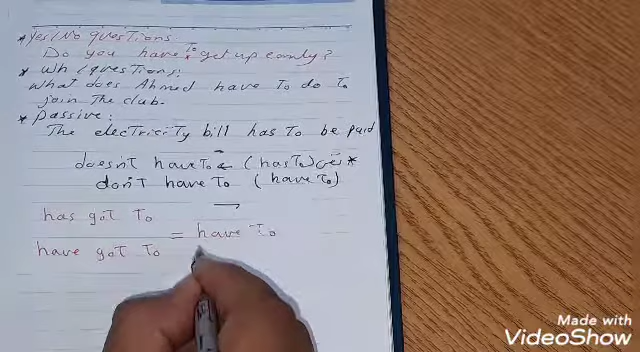 * Yes/No questions
Do you have To get up early?
* Wh/questions:
What does Ahmed have To do To
join The club.
* Passive:
The electricity bill has To be paid
doesn't have To ← (has To) نفي *
don't have To (have To)
has got To
= have To
have got To
Made with
VideoShow